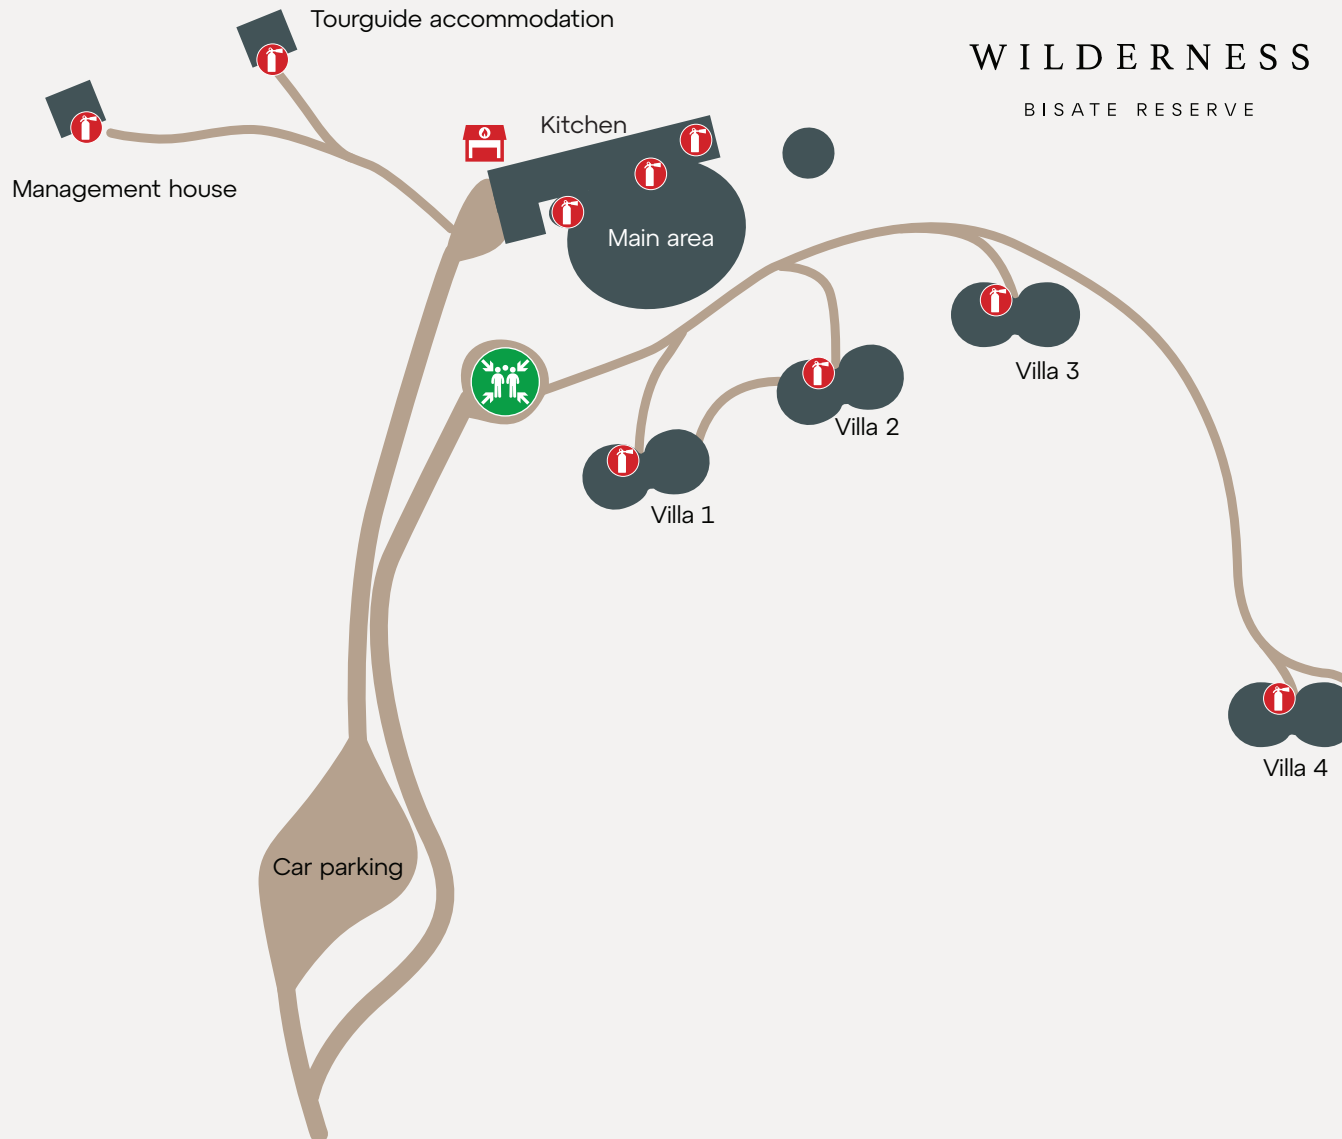 Tourguide accommodation
WILDERNESS
BISATE RESERVE
Kitchen
Management house
Main area
Villa 3
Villa 2
Villa 1
Villa 4
Car parking